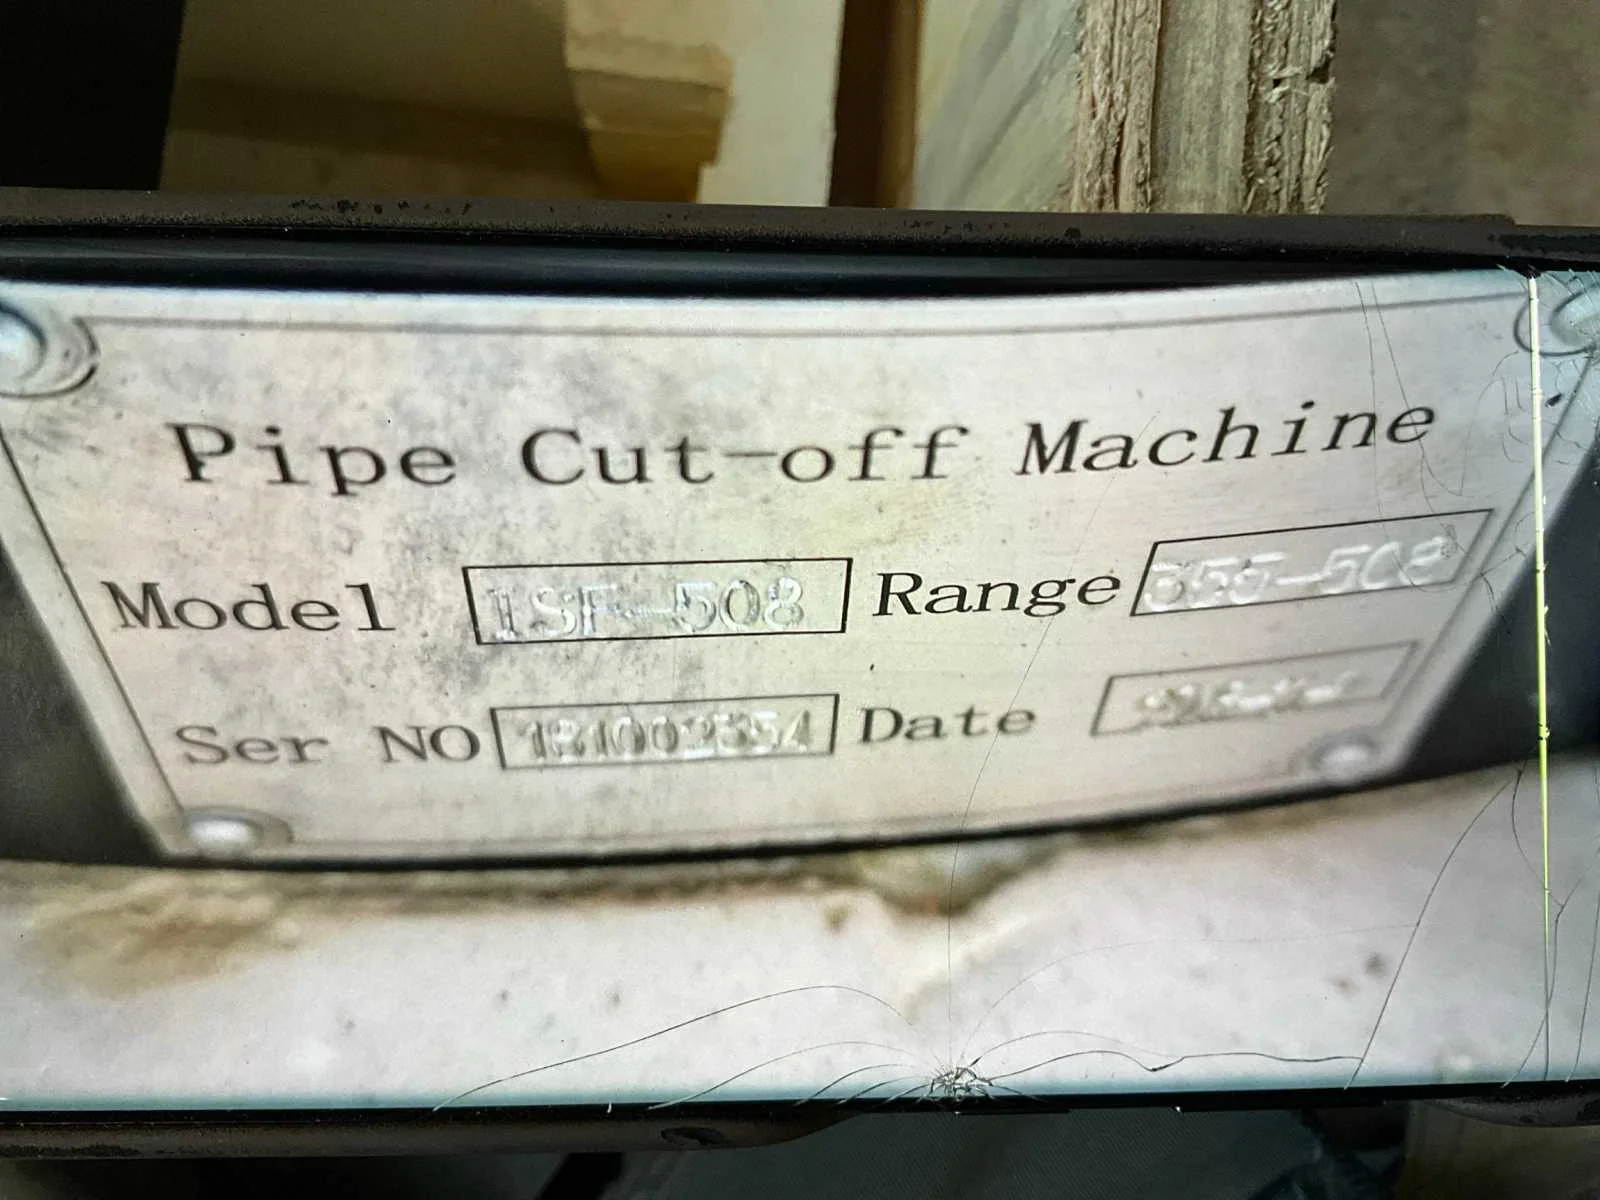 Pipe Cut-off Machine
Model ISF-508 Range 355-508
Ser NO Date